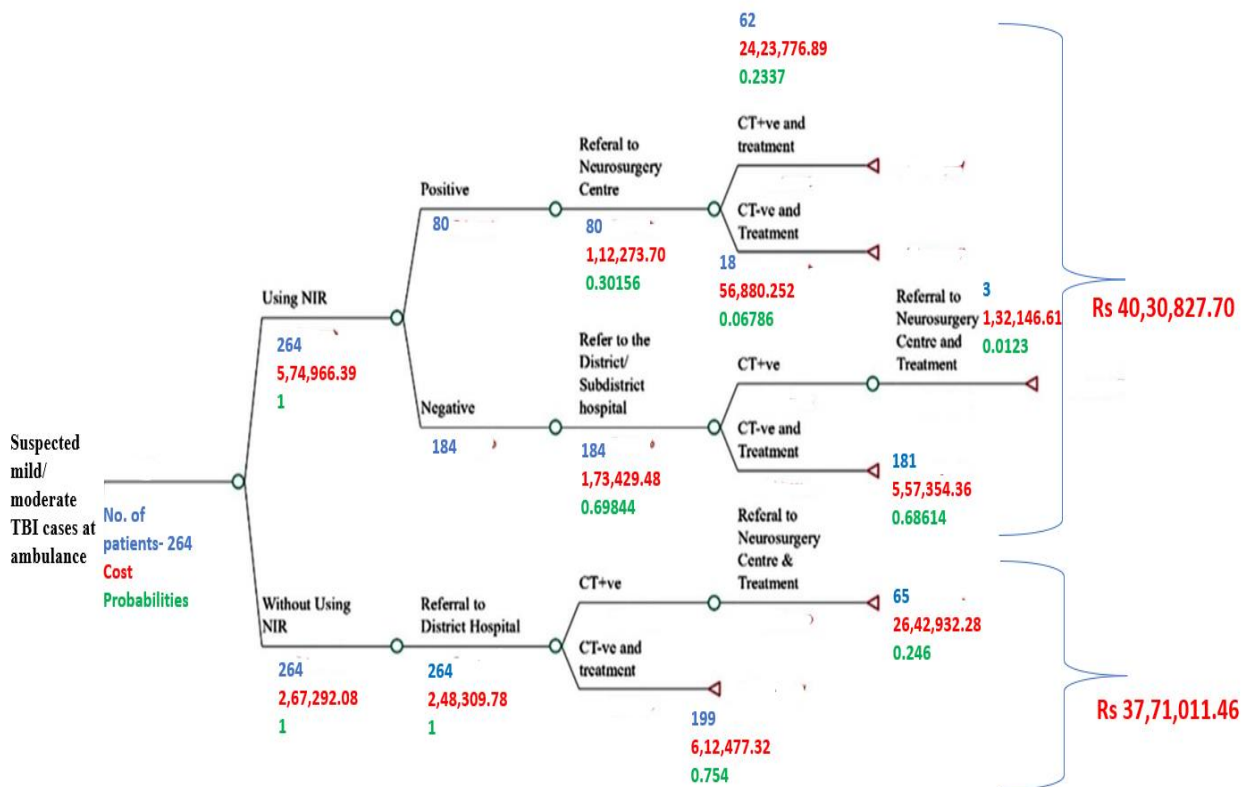 Suspected
mild/
moderate
TBI cases at
ambulance
No. of
patients- 264
Cost
Probabilities
Using NIR
264
5,74,966.39
1
Positive
80
Referal to
Neurosurgery
Centre
80
1,12,273.70
0.30156
62
24,23,776.89
0.2337
CT+ve and
treatment
CT-ve and
Treatment
18
56,880.252
0.06786
Negative
184
Refer to the
District/
Subdistrict
hospital
184
1,73,429.48
0.69844
CT+ve
Referral to
Neurosurgery
Centre and
Treatment
3
1,32,146.61
0.0123
CT-ve and
Treatment
181
5,57,354.36
0.68614
Rs 40,30,827.70
Without Using
NIR
264
2,67,292.08
1
Referral to
District Hospital
264
2,48,309.78
1
CT+ve
Referal to
Neurosurgery
Centre &
Treatment
65
26,42,932.28
0.246
CT-ve and
treatment
199
6,12,477.32
0.754
Rs 37,71,011.46